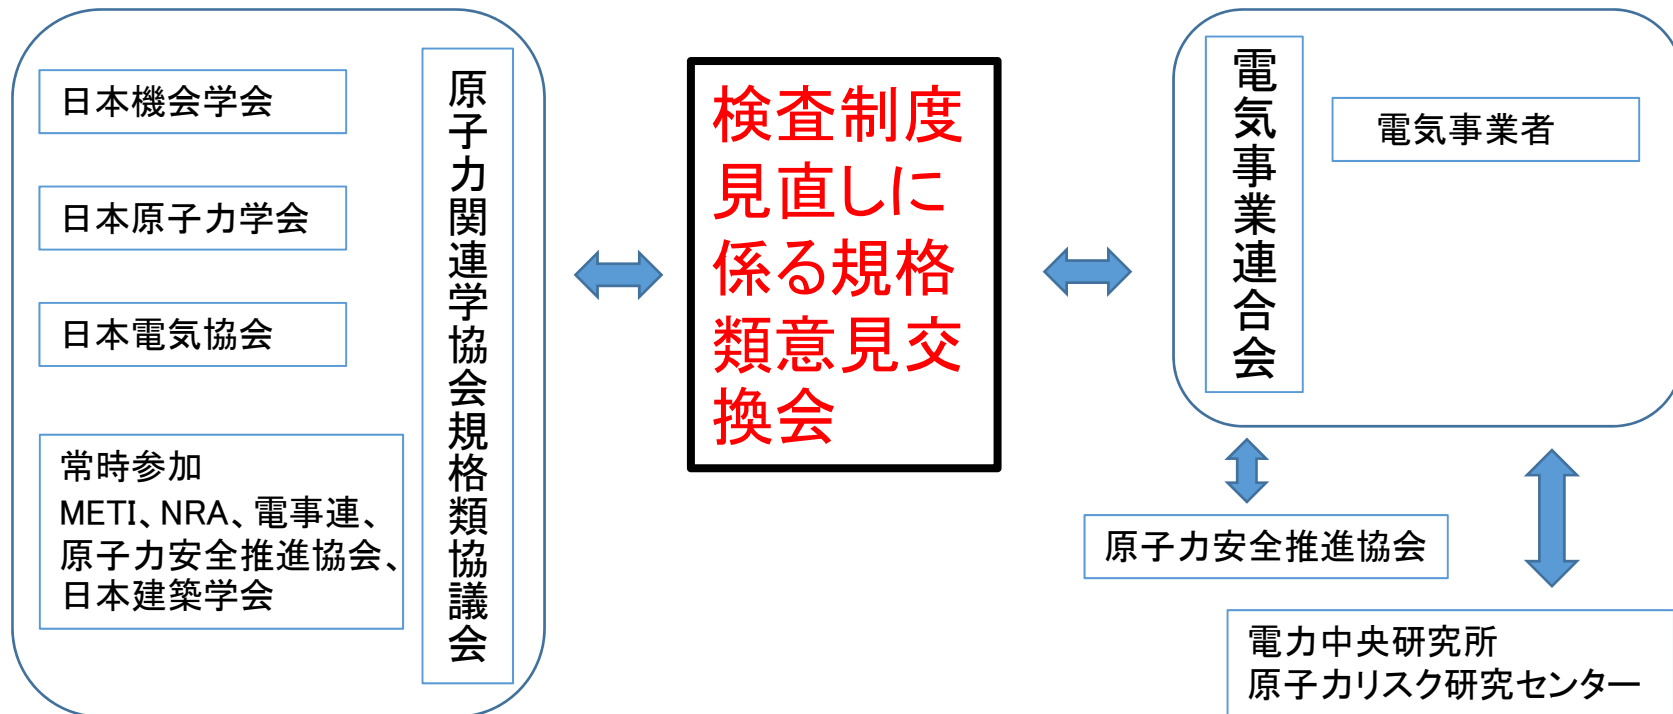 日本機会学会
日本原子力学会
日本電気協会
常時参加
METI、NRA、電事連、
原子力安全推進協会、
日本建築学会
原子力関連学協会規格類協議会
検査制度
見直しに
係る規格
類意見交
換会
電気事業連合会
電気事業者
原子力安全推進協会
電力中央研究所
原子力リスク研究センター